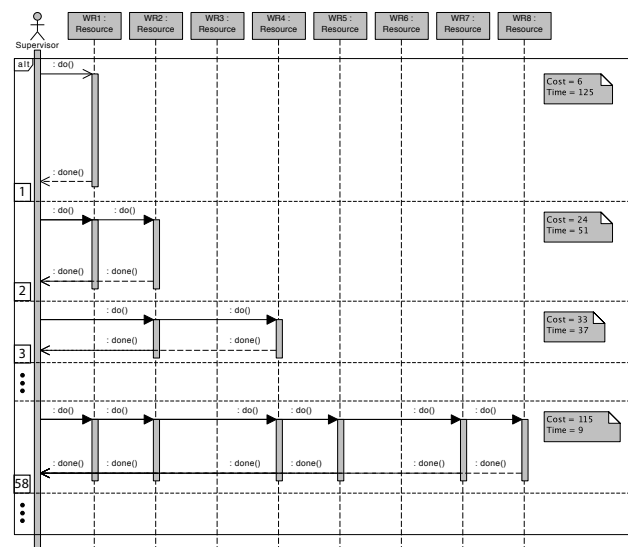 WR1 : WR2 : WR3 : WR4 : WR5 : WR6 : WR7 : WR8 :
Resource Resource Resource Resource Resource Resource Resource Resource
Supervisor
alt
: do()
Cost = 6
Time = 125
: done()
1
: do() : do()
Cost = 24
Time = 51
: done() : done()
2
: do() : do()
Cost = 33
Time = 37
: done() : done()
3
: do() : do() : do() : do() : do() : do()
Cost = 115
Time = 9
: done() : done() : done() : done() : done() : done()
58